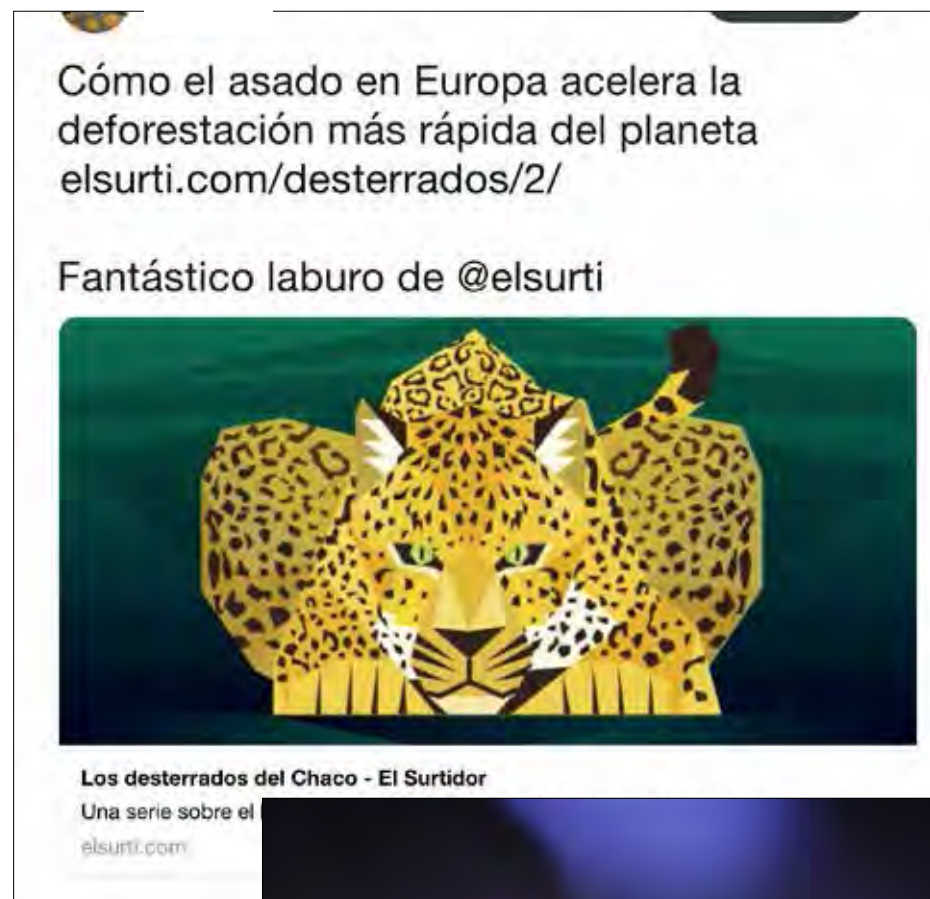 Cómo el asado en Europa acelera la
deforestación más rápida del planeta
elsurti.com/desterrados/2/
Fantástico laburo de @elsurti
Los desterrados del Chaco - El Surtidor
Una serie sobre el
elsurti.com